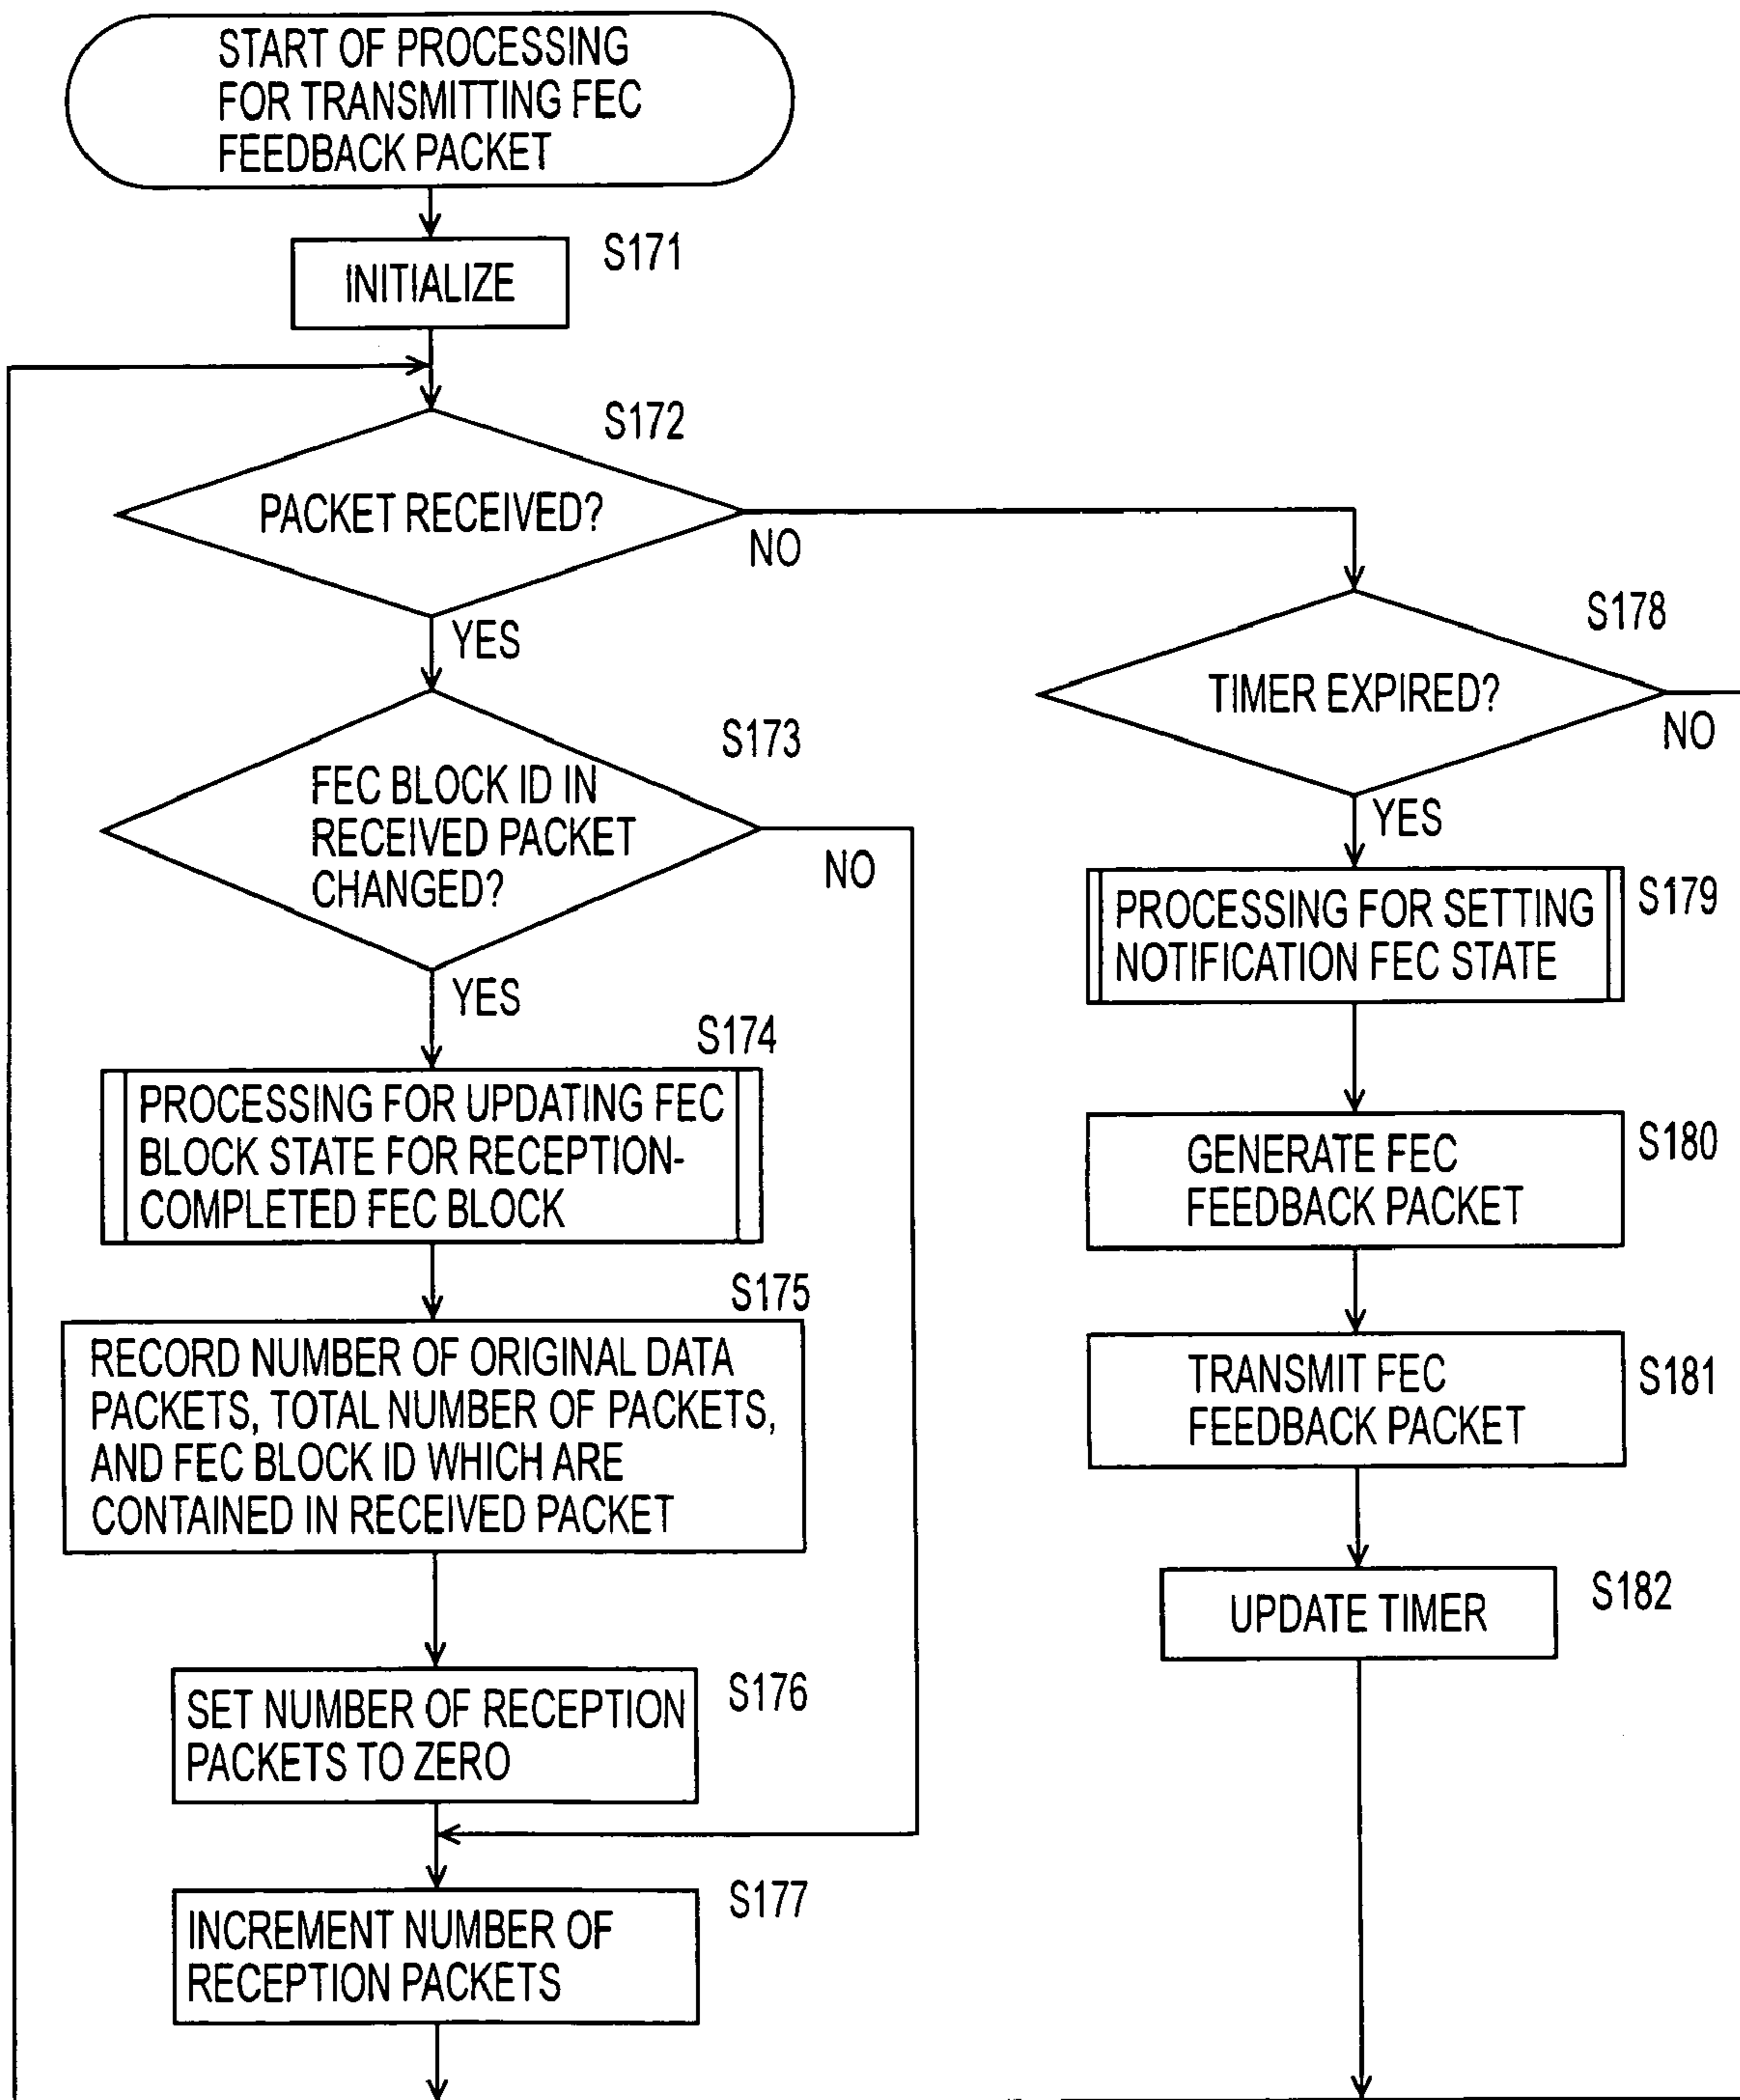 START OF PROCESSING
FOR TRANSMITTING FEC
FEEDBACK PACKET
S171
INITIALIZE
S172
PACKET RECEIVED?
NO
YES
S173
FEC BLOCK ID IN
RECEIVED PACKET
CHANGED?
NO
YES
S174
PROCESSING FOR UPDATING FEC
BLOCK STATE FOR RECEPTION-
COMPLETED FEC BLOCK
S175
RECORD NUMBER OF ORIGINAL DATA
PACKETS, TOTAL NUMBER OF PACKETS,
AND FEC BLOCK ID WHICH ARE
CONTAINED IN RECEIVED PACKET
S176
SET NUMBER OF RECEPTION
PACKETS TO ZERO
S177
INCREMENT NUMBER OF
RECEPTION PACKETS
S178
TIMER EXPIRED?
NO
YES
S179
PROCESSING FOR SETTING
NOTIFICATION FEC STATE
S180
GENERATE FEC
FEEDBACK PACKET
S181
TRANSMIT FEC
FEEDBACK PACKET
S182
UPDATE TIMER